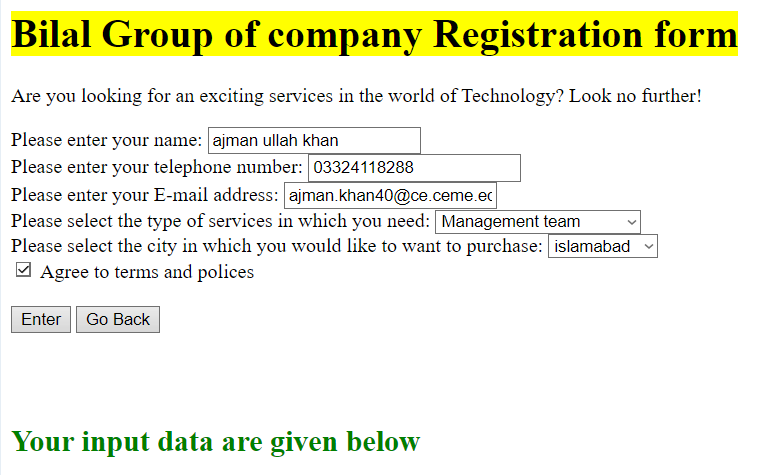 Bilal Group of company Registration form
Are you looking for an exciting services in the world of Technology? Look no further!
Please enter your name: ajman ullah khan
Please enter your telephone number: 03324118288
Please enter your E-mail address: ajman.khan40@ce.ceme.ec
Please select the type of services in which you need: Management team
Please select the city in which you would like to want to purchase: islamabad
Agree to terms and polices
Enter Go Back
Your input data are given below